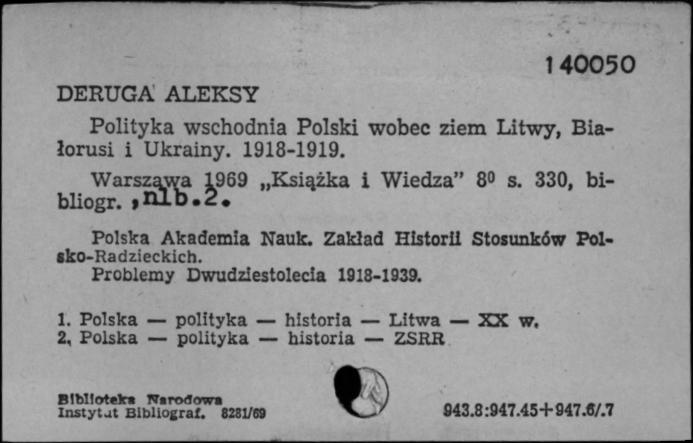 140050
DERUGA ALEKSY
Polityka wschodnia Polski wobec ziem Litwy, Bia-
łorusi i Ukrainy. 1918-1919.
Warszawa 1969 „Książka i Wiedza” 8⁰ s. 330, bi-
bliogr. , nlb.2.
Polska Akademia Nauk. Zakład Historii Stosunków Pol-
sko-Radzieckich.
Problemy Dwudziestolecia 1918-1939.
1. Polska — polityka — historia — Litwa — XX w.
2. Polska — polityka — historia — ZSRR
Biblioteka Narodowa
Instytut Bibliograf. 8281/69
943.8:947.45+947.6/.7